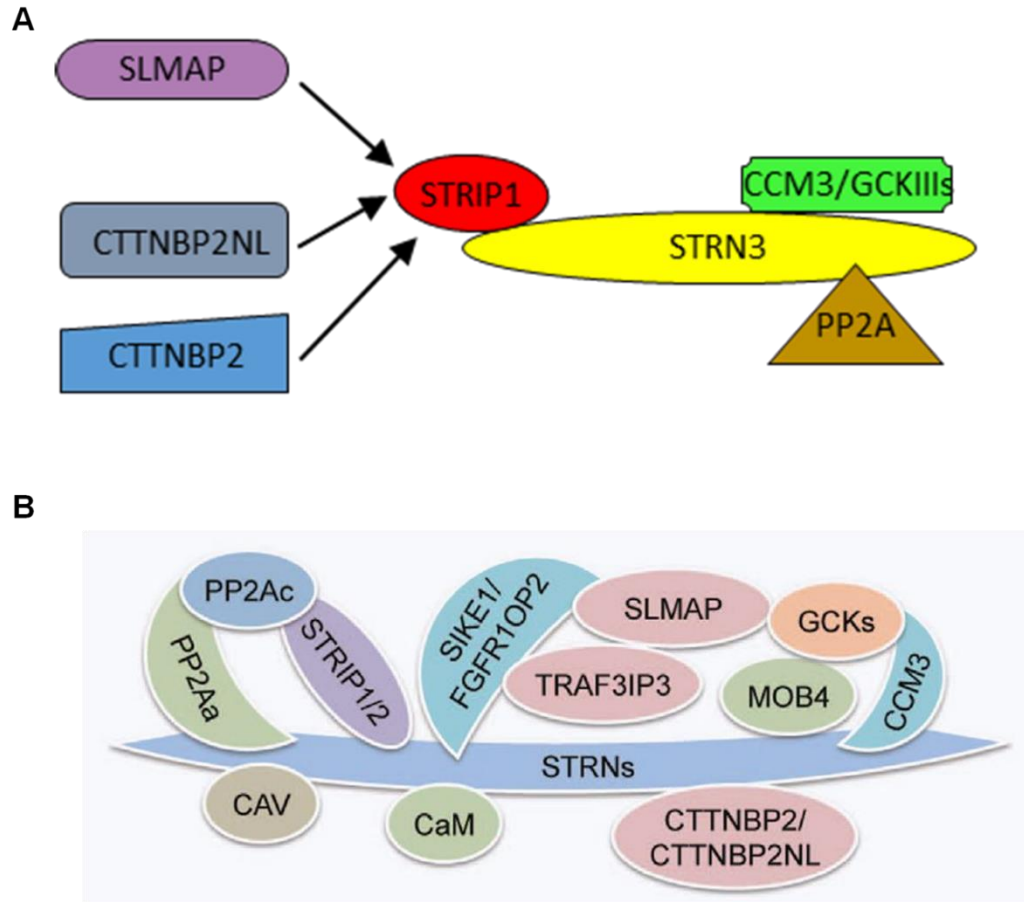 A
SLMAP
CTTNBP2NL
CTTNBP2
STRIP1
CCM3/GCKIIIs
STRN3
PP2A
B
PP2Ac
PP2Aa
STRIP1/2
SIKE1/
FGFR1OP2
SLMAP
TRAF3IP3
GCKs
MOB4
CCM3
STRNs
CAV
CaM
CTTNBP2/
CTTNBP2NL